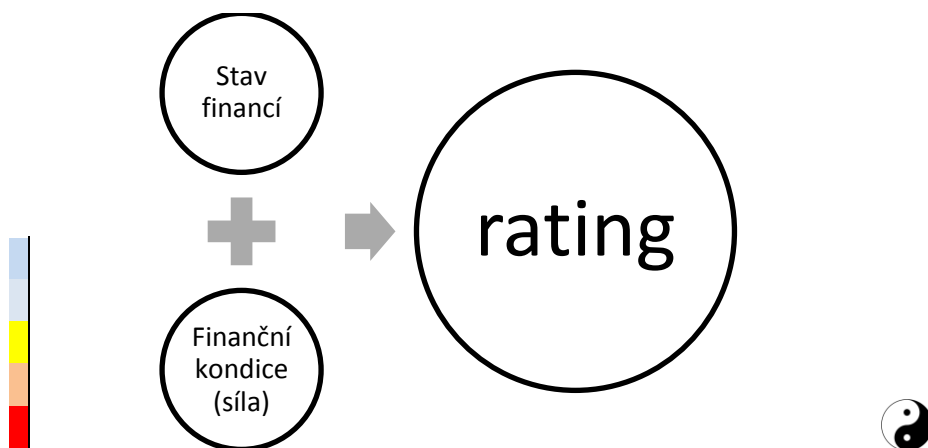 Stav
financí
Finanční
kondice
(síla)
rating